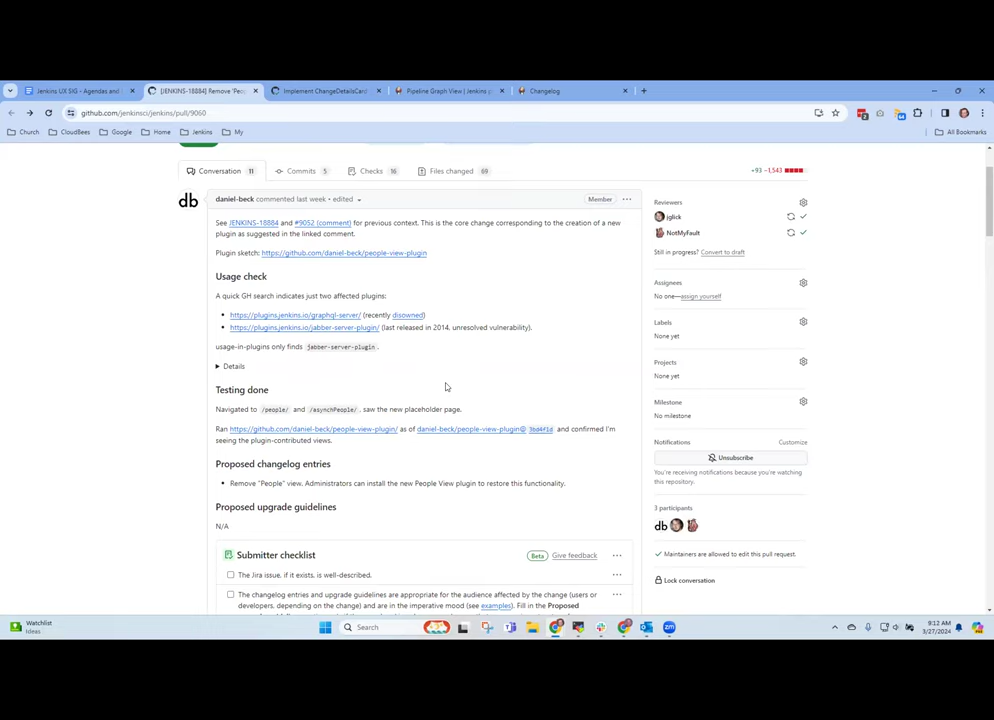 Jenkins UX SIG - Agendas and
[JENKINS-18884] Remove 'Peop
Implement ChangeDetailsCard
Pipeline Graph View | Jenkins p
Changelog
github.com/jenkinsci/jenkins/pull/9060
Church
CloudBees
Google
Home
Jenkins
My
All Bookmarks
Conversation 11
Commits 5
Checks 16
Files changed 69
+93 -1,543
db
daniel-beck commented last week • edited
Member
See JENKINS-18884 and #9052 (comment) for previous context. This is the core change corresponding to the creation of a new
plugin as suggested in the linked comment.
Plugin sketch: https://github.com/daniel-beck/people-view-plugin
Usage check
A quick GH search indicates just two affected plugins:
• https://plugins.jenkins.io/graphql-server/ (recently disowned)
• https://plugins.jenkins.io/jabber-server-plugin/ (last released in 2014, unresolved vulnerability).
usage-in-plugins only finds jabber-server-plugin.
Details
Testing done
Navigated to /people/ and /asynchPeople/, saw the new placeholder page.
Ran https://github.com/daniel-beck/people-view-plugin/ as of daniel-beck/people-view-plugin@3bd4f1d and confirmed I'm
seeing the plugin-contributed views.
Proposed changelog entries
• Remove "People" view. Administrators can install the new People View plugin to restore this functionality.
Proposed upgrade guidelines
N/A
Submitter checklist
Beta
Give feedback
The Jira issue, if it exists, is well-described.
The changelog entries and upgrade guidelines are appropriate for the audience affected by the change (users or
developers, depending on the change) and are in the imperative mood (see examples). Fill in the Proposed
Reviewers
jglick
NotMyFault
Still in progress? Convert to draft
Assignees
No one—assign yourself
Labels
None yet
Projects
None yet
Milestone
No milestone
Notifications
Customize
Unsubscribe
You're receiving notifications because you're watching
this repository.
3 participants
db
Maintainers are allowed to edit this pull request.
Lock conversation
Watchlist
Ideas
Search
9:12 AM
3/27/2024